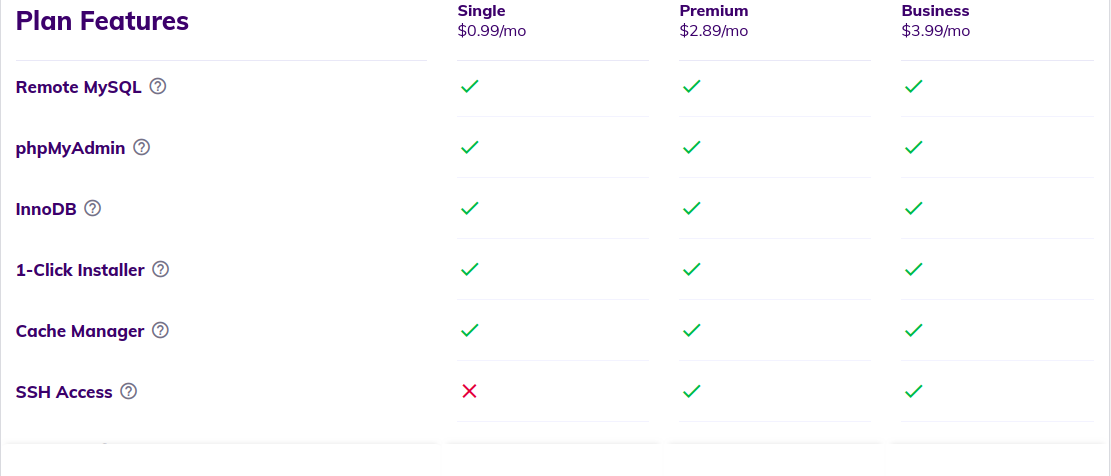 Plan Features
Single Premium Business
$0.99/mo $2.89/mo $3.99/mo
Remote MySQL
phpMyAdmin
InnoDB
1-Click Installer
Cache Manager
SSH Access